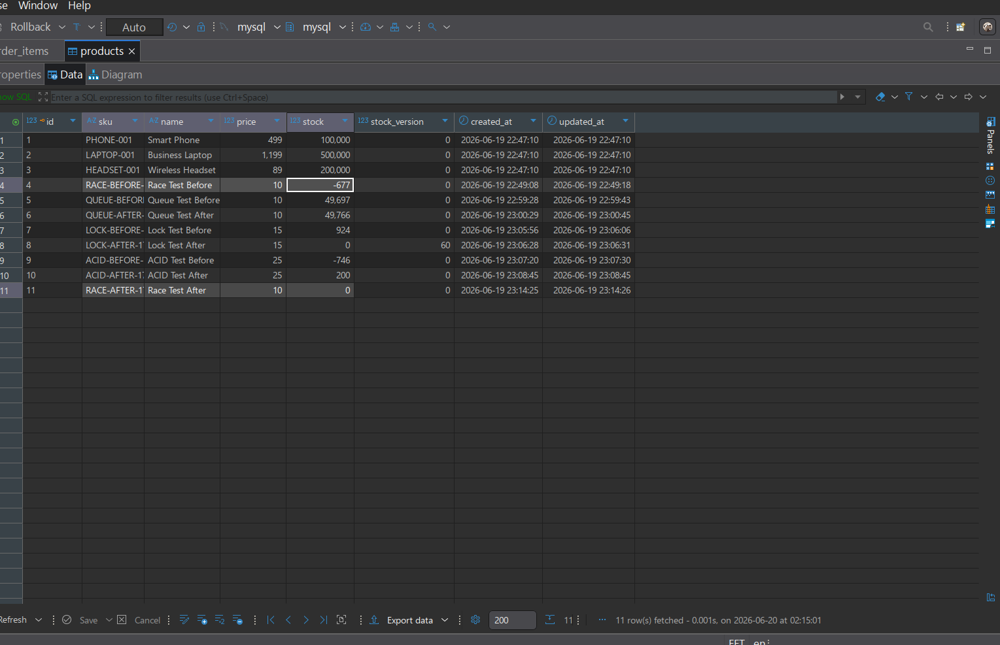 se Window Help
Rollback Auto mysql mysql
rder_items products
roperties Data Diagram
ow SQL Enter a SQL expression to filter results (use Ctrl+Space)
123 id A-Z sku A-Z name 123 price 123 stock 123 stock_version created_at updated_at
1 1 PHONE-001 Smart Phone 499 100,000 0 2026-06-19 22:47:10 2026-06-19 22:47:10
2 2 LAPTOP-001 Business Laptop 1,199 500,000 0 2026-06-19 22:47:10 2026-06-19 22:47:10
3 3 HEADSET-001 Wireless Headset 89 200,000 0 2026-06-19 22:47:10 2026-06-19 22:47:10
4 4 RACE-BEFORE- Race Test Before 10 -677 0 2026-06-19 22:49:08 2026-06-19 22:49:18
5 5 QUEUE-BEFOR Queue Test Before 10 49,697 0 2026-06-19 22:59:28 2026-06-19 22:59:43
6 6 QUEUE-AFTER- Queue Test After 10 49,766 0 2026-06-19 23:00:29 2026-06-19 23:00:45
7 7 LOCK-BEFORE- Lock Test Before 15 924 0 2026-06-19 23:05:56 2026-06-19 23:06:06
8 8 LOCK-AFTER-1 Lock Test After 15 0 60 2026-06-19 23:06:28 2026-06-19 23:06:31
9 9 ACID-BEFORE- ACID Test Before 25 -746 0 2026-06-19 23:07:20 2026-06-19 23:07:30
10 10 ACID-AFTER-17 ACID Test After 25 200 0 2026-06-19 23:08:45 2026-06-19 23:08:45
11 11 RACE-AFTER-17 Race Test After 10 0 0 2026-06-19 23:14:25 2026-06-19 23:14:26
Panels
Refresh Save Cancel Export data 200 11 11 row(s) fetched - 0.001s, on 2026-06-20 at 02:15:01
EET en